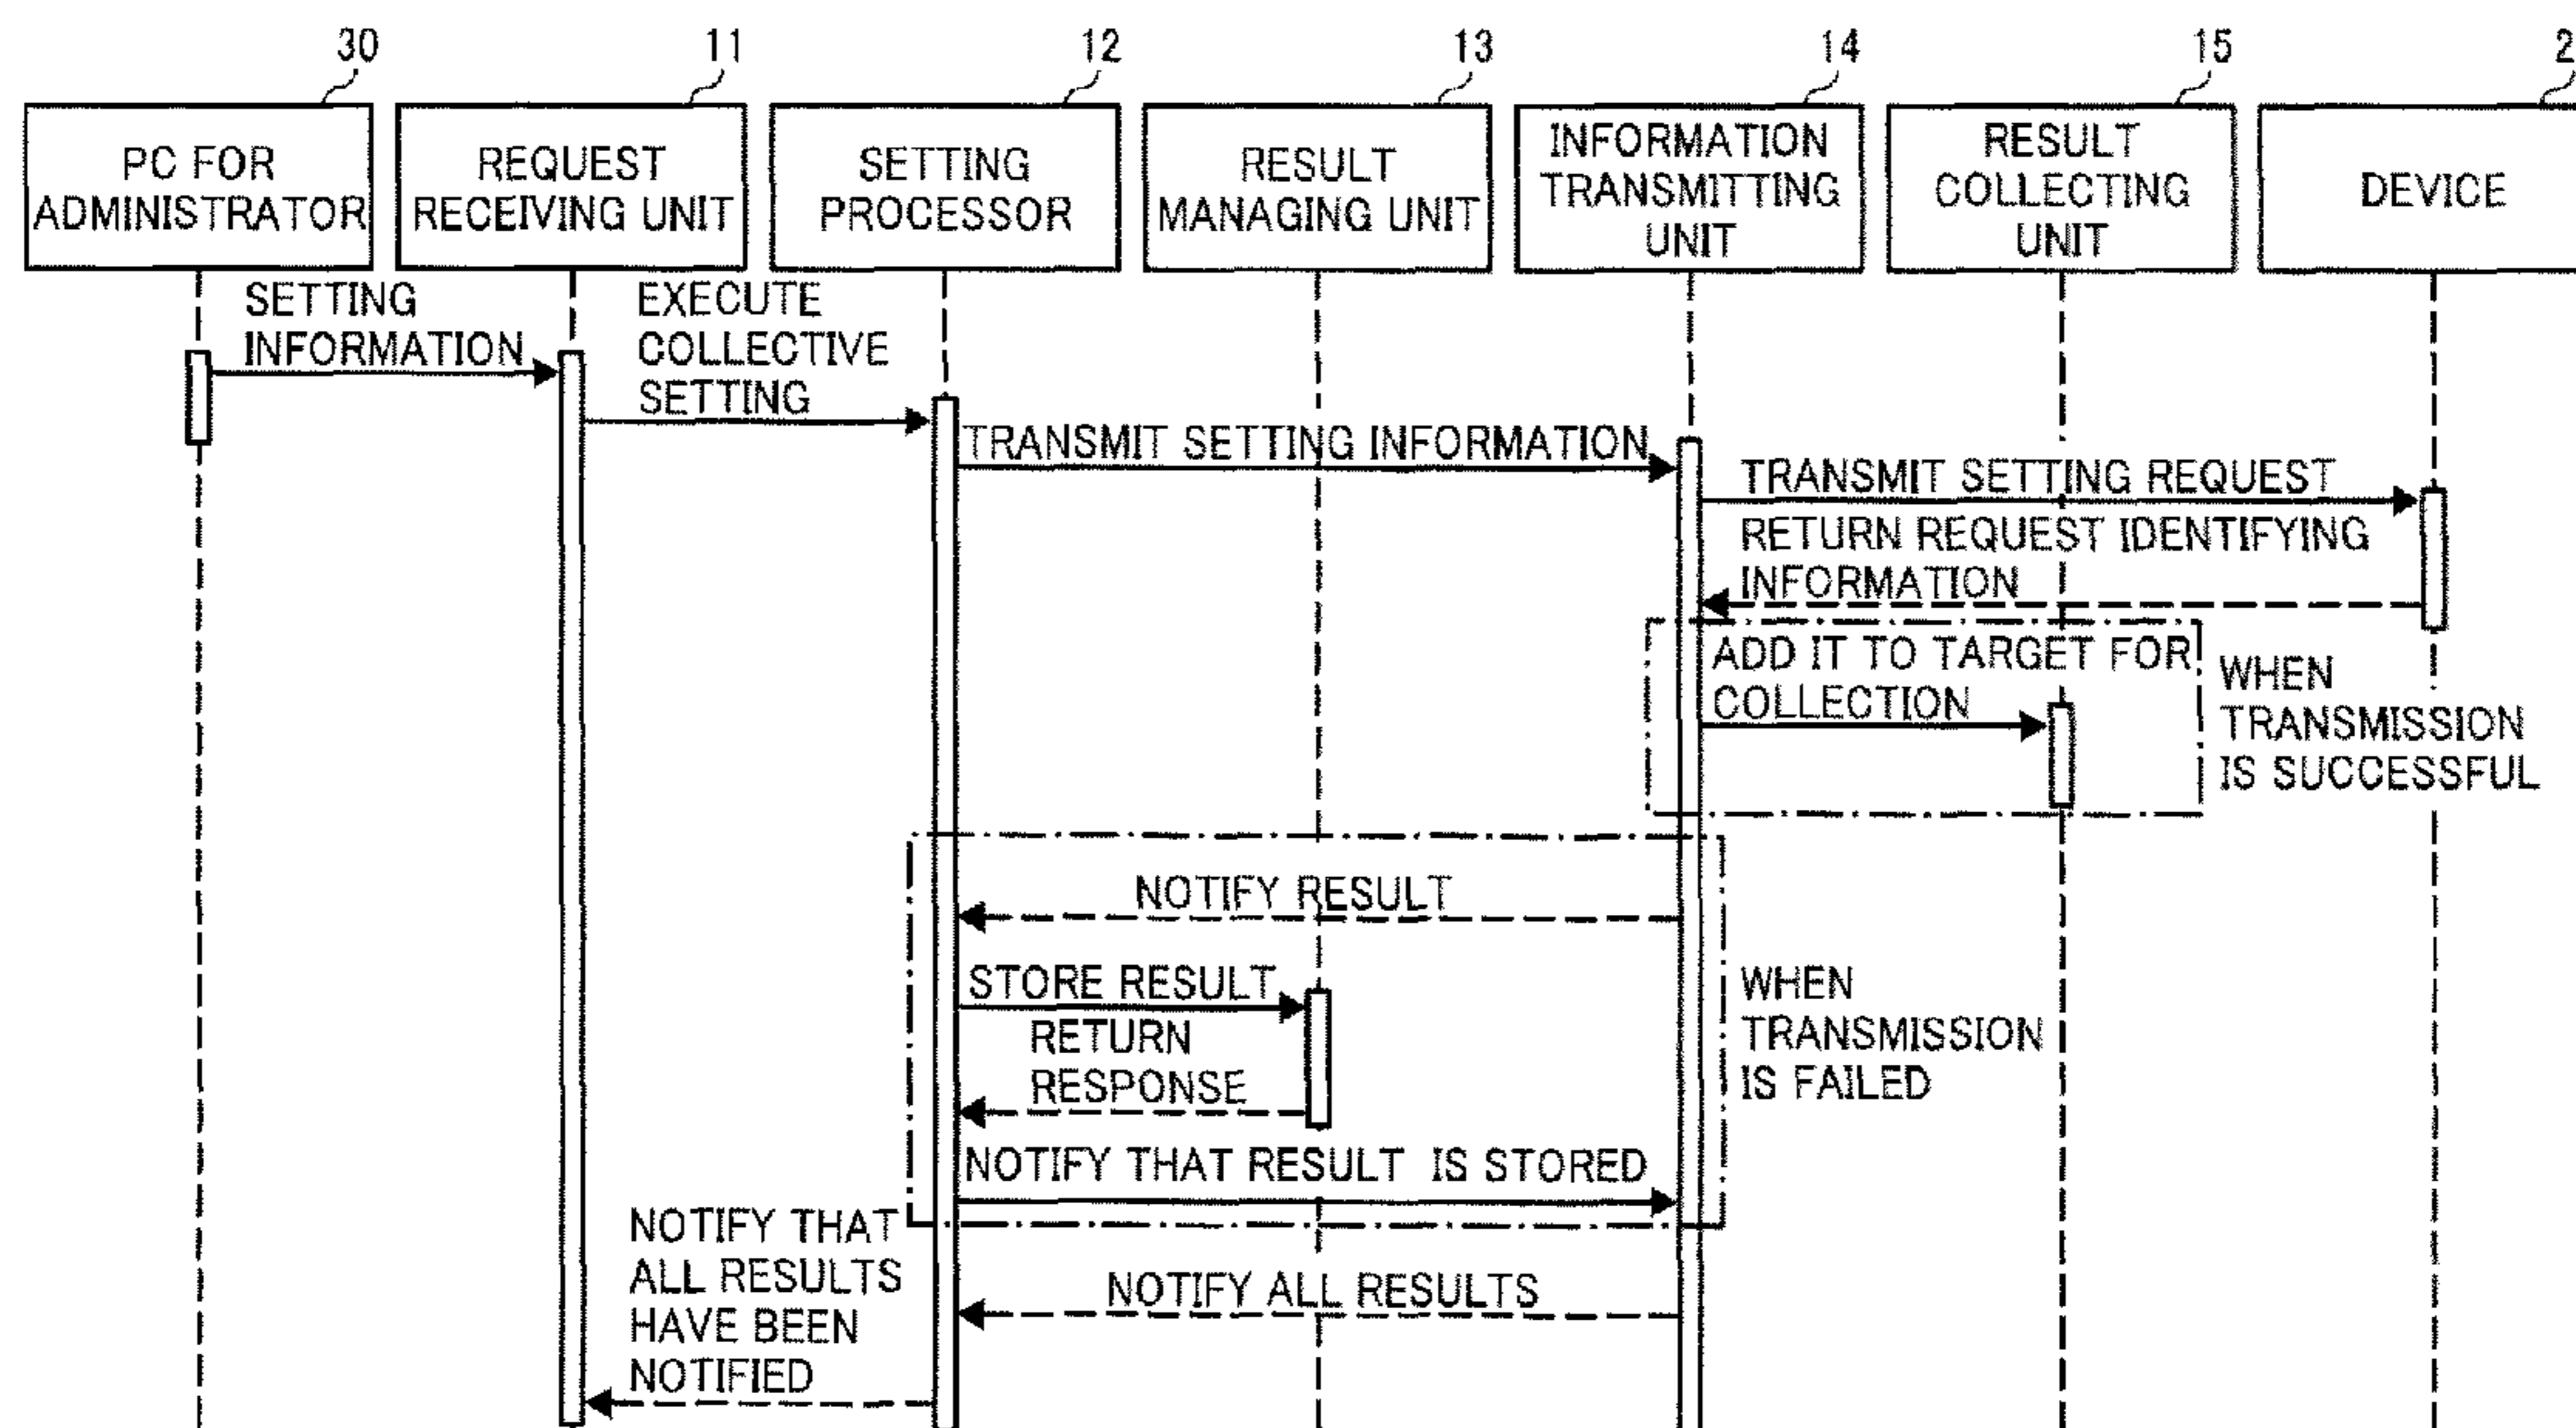 30
11
12
13
14
15
2
PC FOR
ADMINISTRATOR
REQUEST
RECEIVING UNIT
SETTING
PROCESSOR
RESULT
MANAGING UNIT
INFORMATION
TRANSMITTING
UNIT
RESULT
COLLECTING
UNIT
DEVICE
SETTING
INFORMATION
EXECUTE
COLLECTIVE
SETTING
TRANSMIT SETTING INFORMATION
TRANSMIT SETTING REQUEST
RETURN REQUEST IDENTIFYING
INFORMATION
ADD IT TO TARGET FOR
COLLECTION
WHEN
TRANSMISSION
IS SUCCESSFUL
NOTIFY RESULT
STORE RESULT
RETURN
RESPONSE
WHEN
TRANSMISSION
IS FAILED
NOTIFY THAT RESULT IS STORED
NOTIFY THAT
ALL RESULTS
HAVE BEEN
NOTIFIED
NOTIFY ALL RESULTS